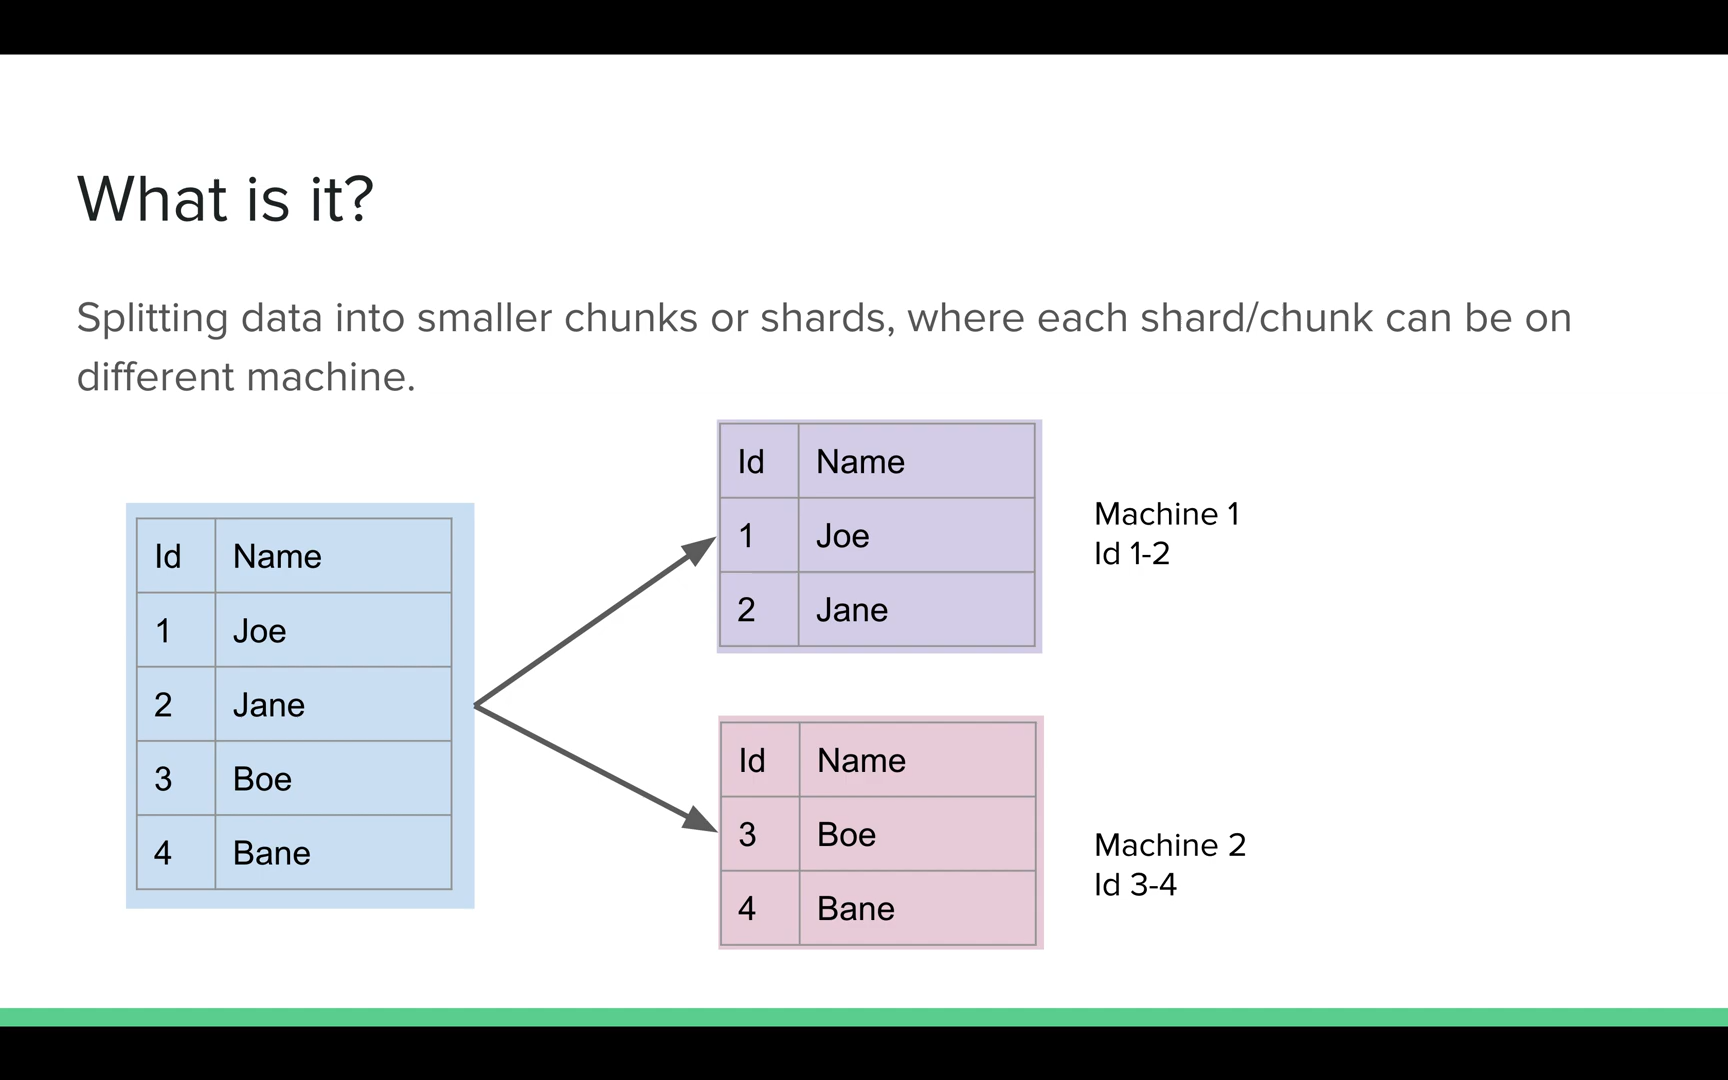 What is it?
Splitting data into smaller chunks or shards, where each shard/chunk can be on
different machine.
Id Name
1 Joe
2 Jane
3 Boe
4 Bane
Id Name
1 Joe
2 Jane
Machine 1
Id 1-2
Id Name
3 Boe
4 Bane
Machine 2
Id 3-4